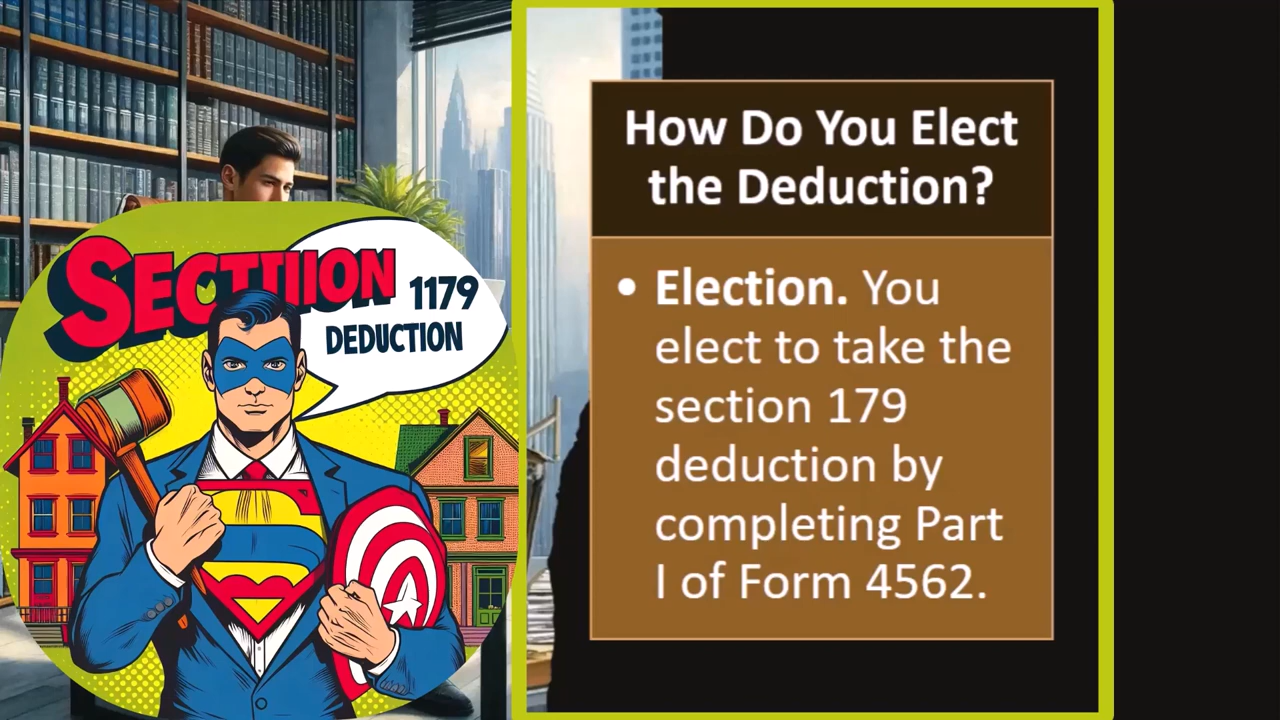 SECTIIION
1179
DEDUCTION
How Do You Elect
the Deduction?
• Election. You
elect to take the
section 179
deduction by
completing Part
I of Form 4562.